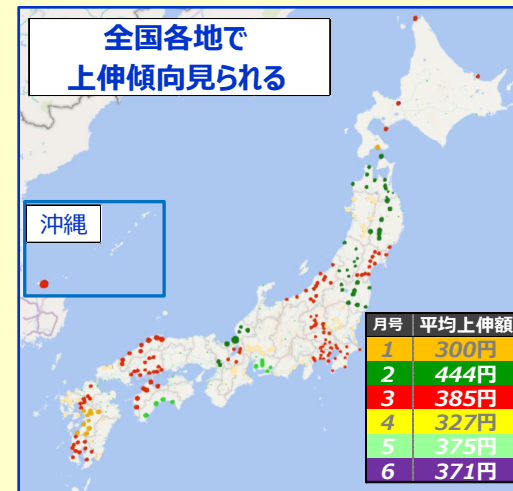 全国各地で
上伸傾向見られる
沖縄
月号 平均上伸額
1 300円
2 444円
3 385円
4 327円
5 375円
6 371円